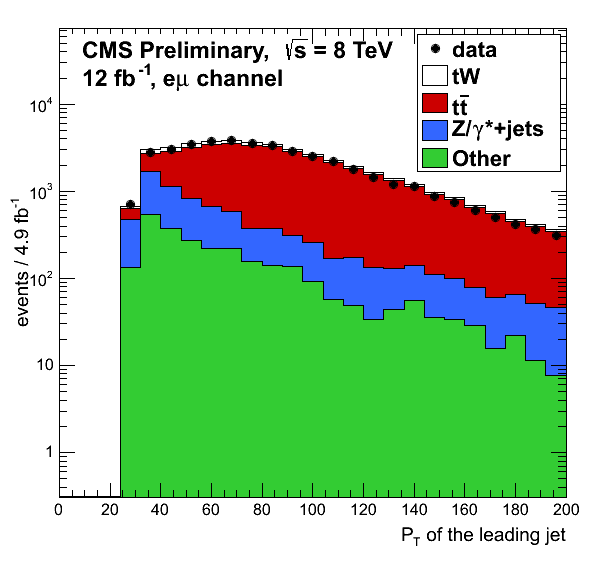 CMS Preliminary, √s = 8 TeV
12 fb⁻¹, eμ channel
data
tW
tt̄
Z/γ*+jets
Other
events / 4.9 fb⁻¹
10⁴
10³
10²
10
1
0 20 40 60 80 100 120 140 160 180 200
P_T of the leading jet